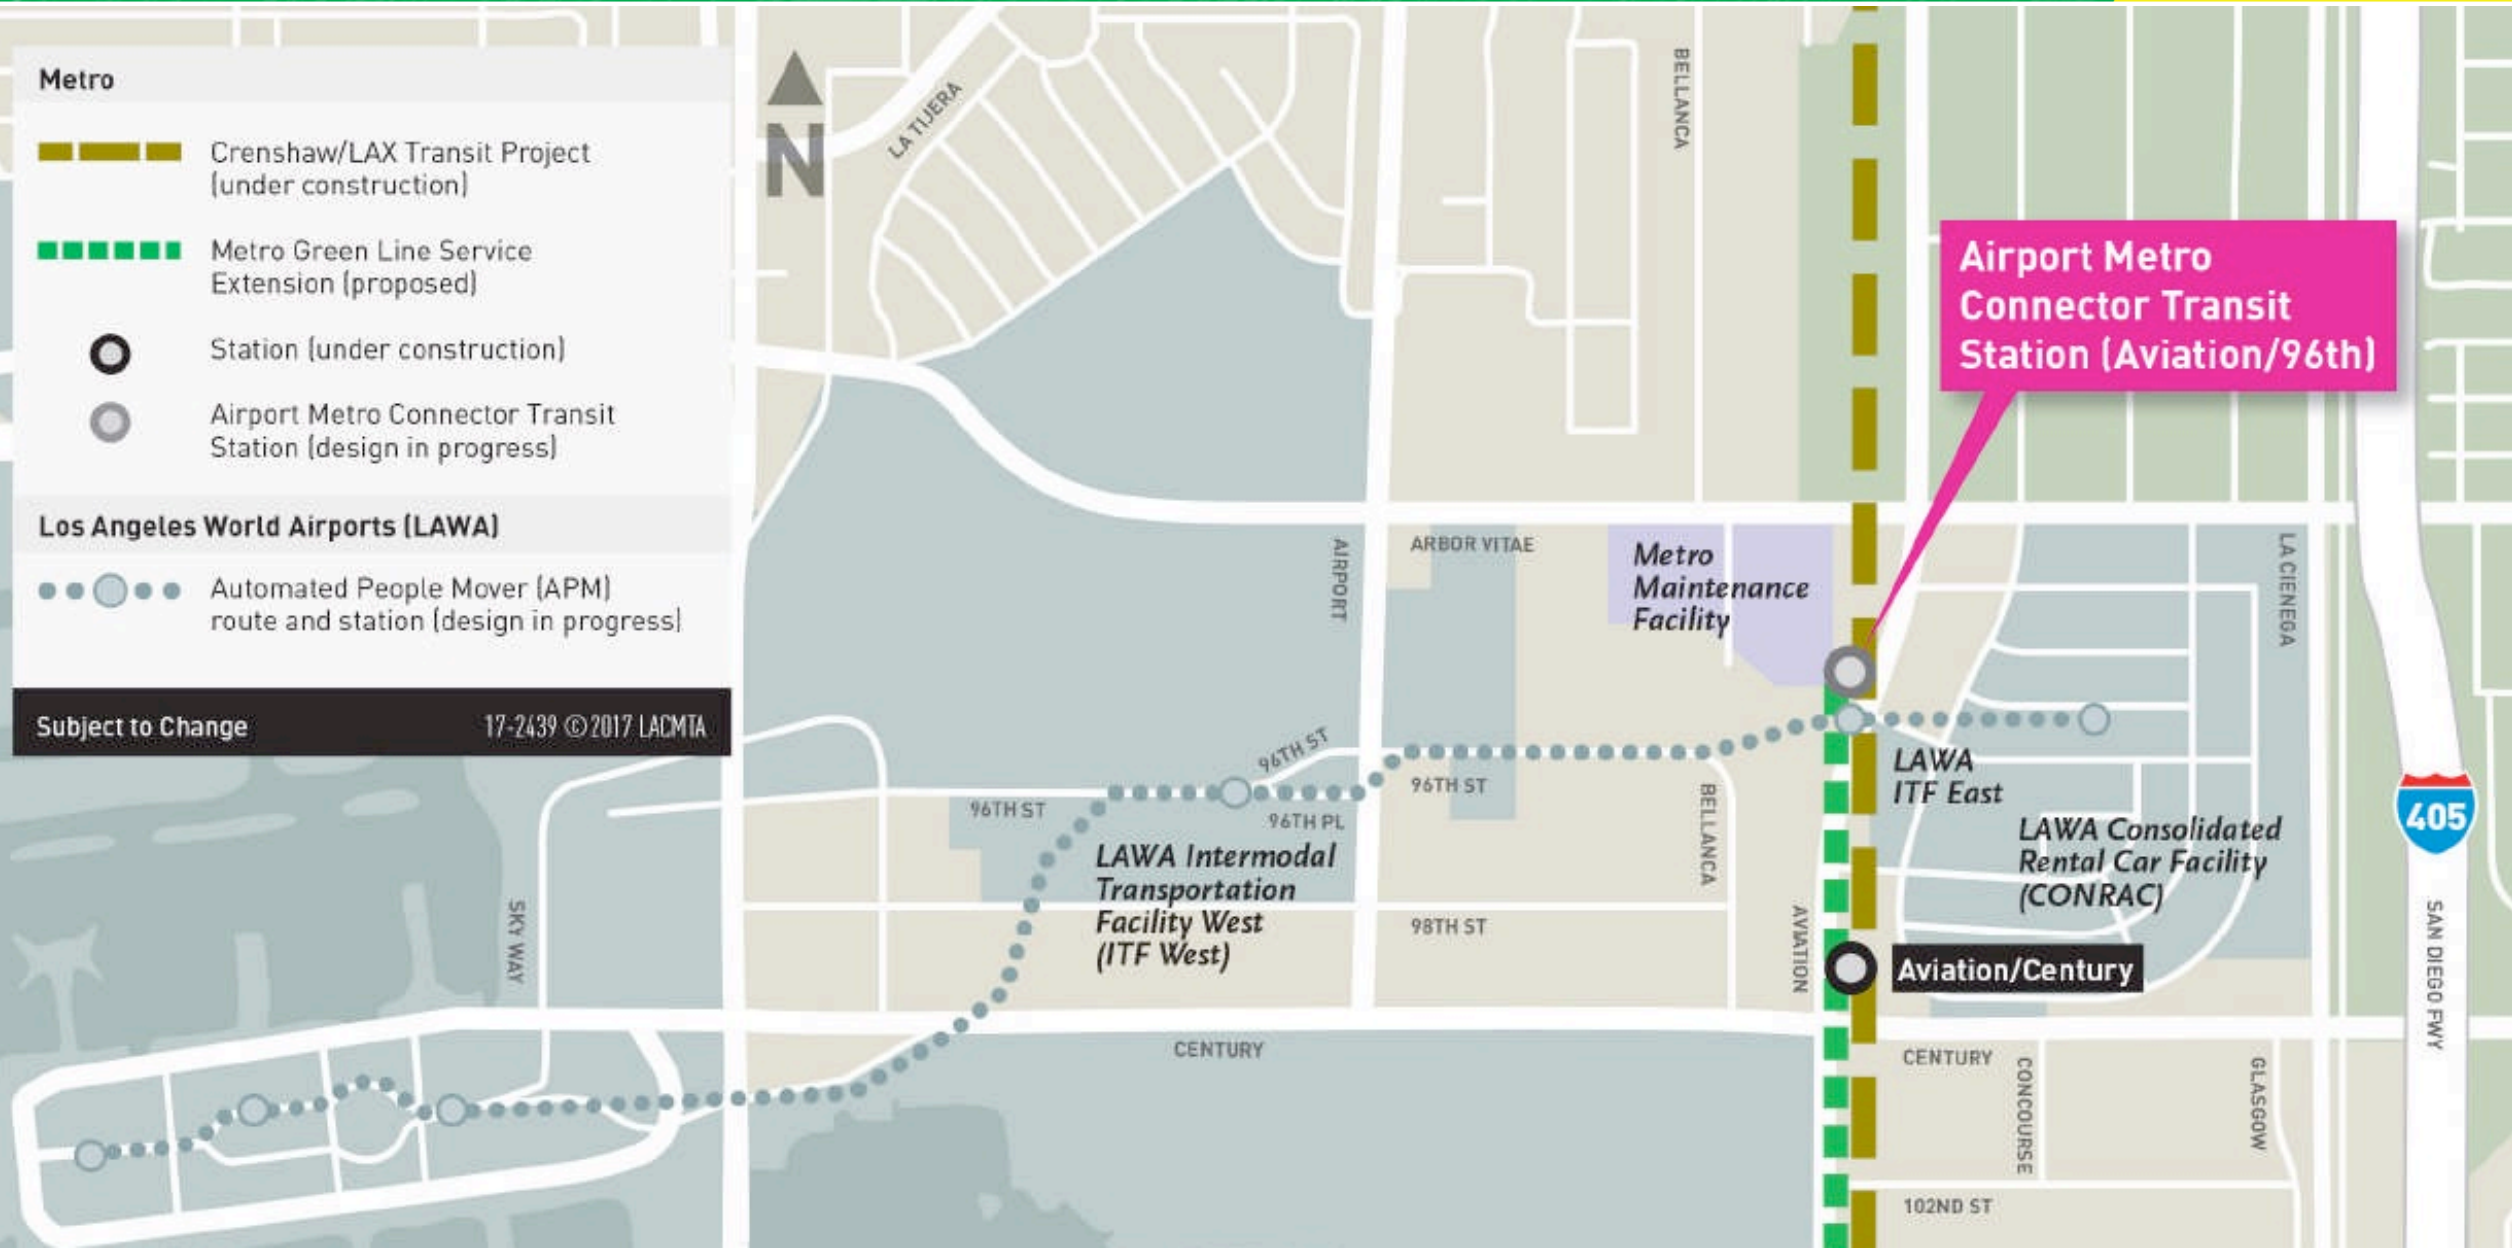 Metro
Crenshaw/LAX Transit Project
(under construction)
Metro Green Line Service
Extension (proposed)
Station (under construction)
Airport Metro Connector Transit
Station (design in progress)
Los Angeles World Airports (LAWA)
Automated People Mover (APM)
route and station (design in progress)
Subject to Change
17-2439 ©2017 LACMTA
N
LA TIJERA
BELLANCA
Airport Metro
Connector Transit
Station (Aviation/96th)
AIRPORT
ARBOR VITAE
Metro
Maintenance
Facility
LA CIENEGA
96TH ST
96TH ST
96TH PL
96TH ST
BELLANCA
LAWA
ITF East
LAWA Consolidated
Rental Car Facility
(CONRAC)
405
LAWA Intermodal
Transportation
Facility West
(ITF West)
SKY WAY
98TH ST
AVIATION
Aviation/Century
SAN DIEGO FWY
CENTURY
CENTURY
CONCOURSE
GLASGOW
102ND ST